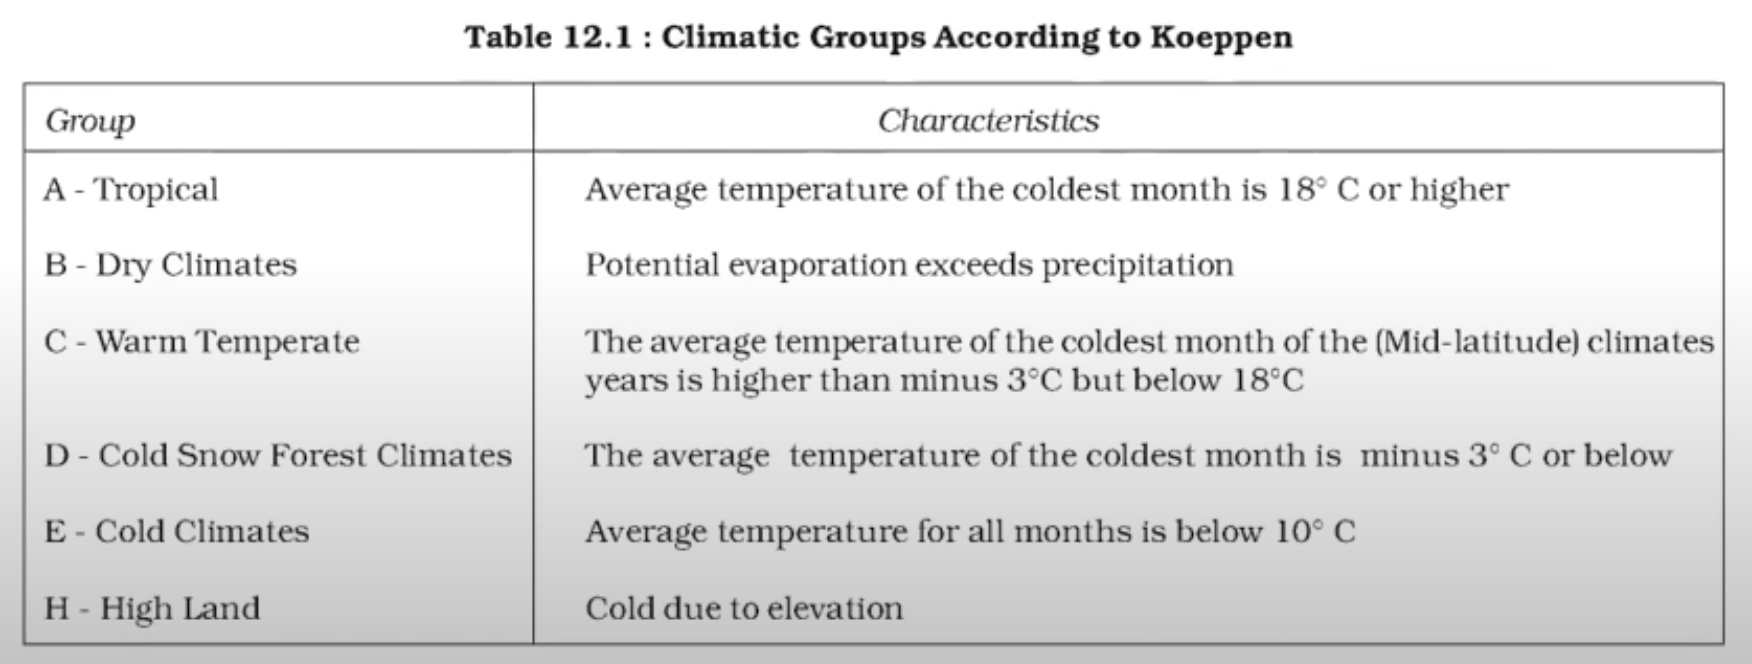 Table 12.1 : Climatic Groups According to Koeppen
Group Characteristics
A - Tropical Average temperature of the coldest month is 18° C or higher
B - Dry Climates Potential evaporation exceeds precipitation
C - Warm Temperate The average temperature of the coldest month of the (Mid-latitude) climates
years is higher than minus 3°C but below 18°C
D - Cold Snow Forest Climates The average temperature of the coldest month is minus 3° C or below
E - Cold Climates Average temperature for all months is below 10° C
H - High Land Cold due to elevation